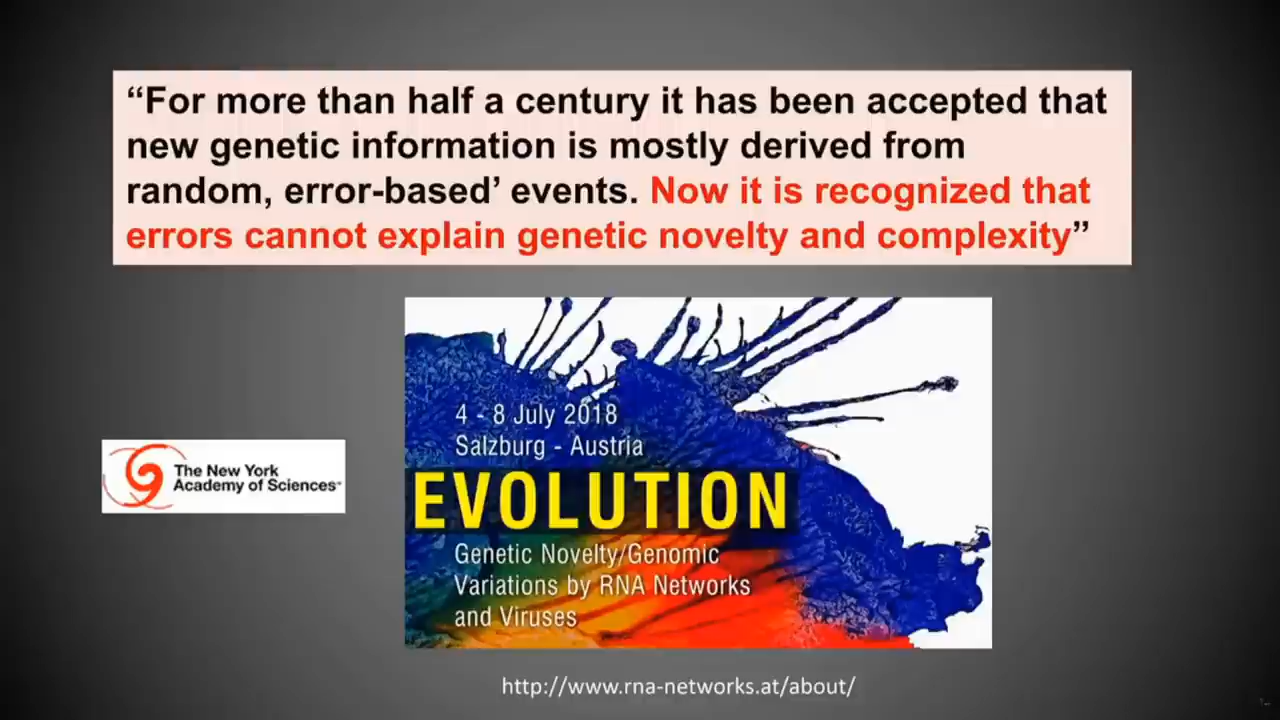 “For more than half a century it has been accepted that
new genetic information is mostly derived from
random, error-based’ events. Now it is recognized that
errors cannot explain genetic novelty and complexity”
4 - 8 July 2018
Salzburg - Austria
EVOLUTION
Genetic Novelty/Genomic
Variations by RNA Networks
and Viruses
The New York
Academy of Sciences
http://www.rna-networks.at/about/